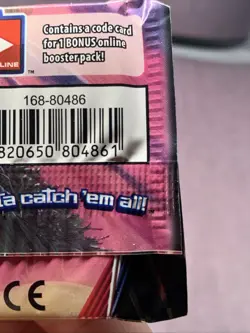 Contains a code card
for 1 BONUS online
booster pack!
LINE
TM
168-80486
820650 804861
ta catch 'em all!
CE